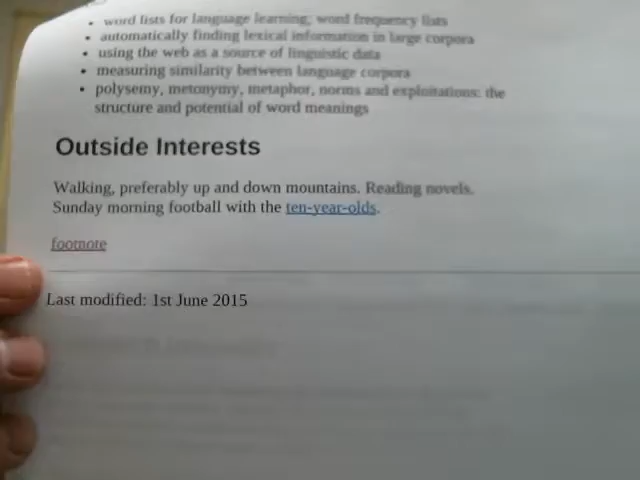 • word lists for language learning; word frequency lists
• automatically finding lexical information in large corpora
• using the web as a source of linguistic data
• measuring similarity between language corpora
• polysemy, metonymy, metaphor, norms and exploitations: the
structure and potential of word meanings
Outside Interests
Walking, preferably up and down mountains. Reading novels.
Sunday morning football with the ten-year-olds.
footnote
Last modified: 1st June 2015